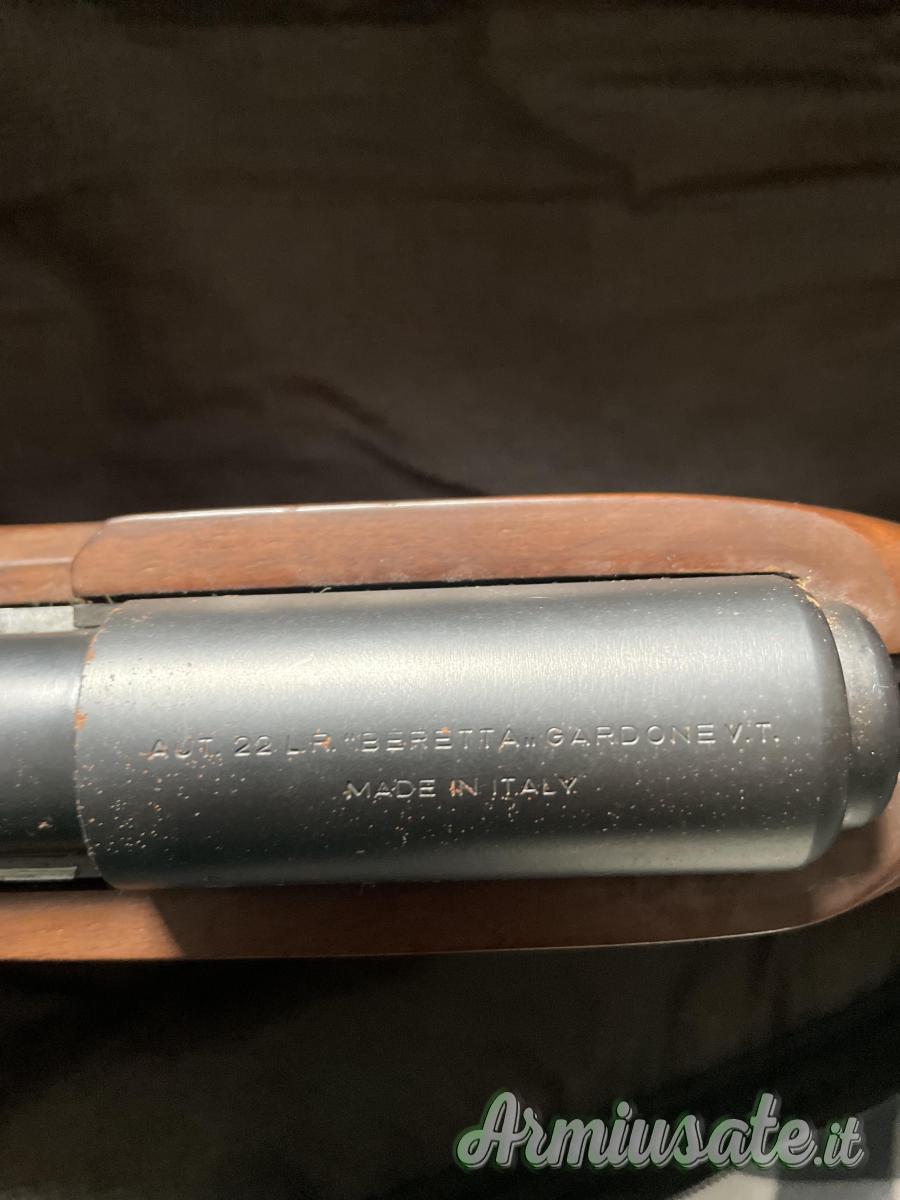 AUT. 22 L.R. "BERETTA„ GARDONE V.T.
MADE IN ITALY
Armiusate.it